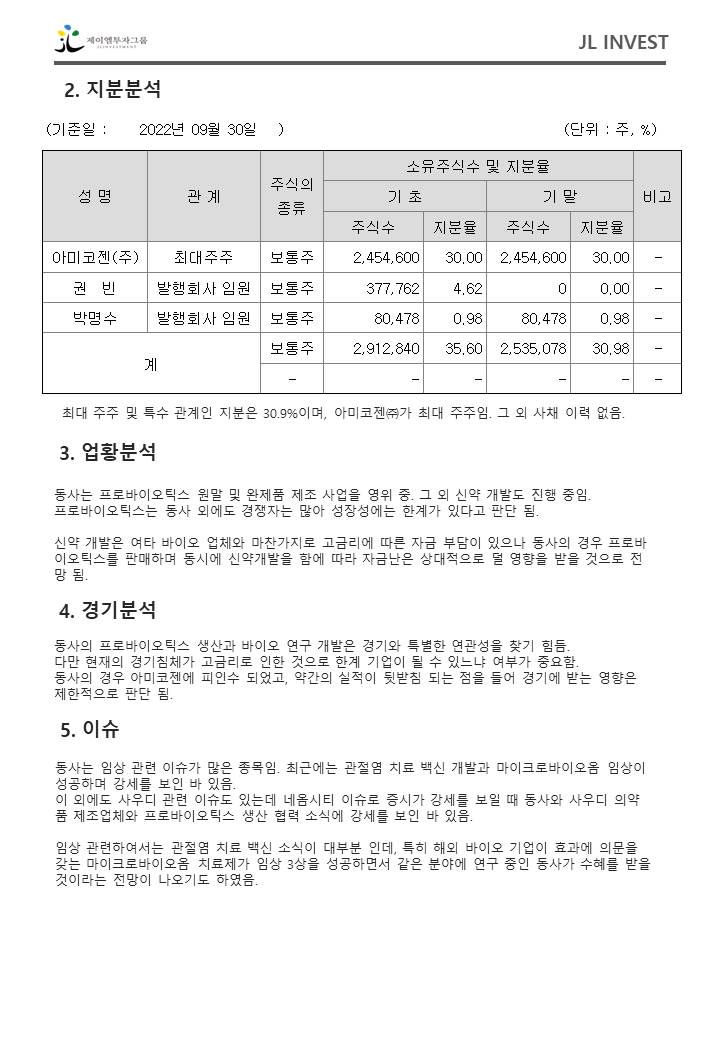 제이엘투자그룹
JLINVESTMENT
JL INVEST
2. 지분분석
(기준일 : 2022년 09월 30일 ) (단위 : 주, %)
성 명 관 계 주식의 종류 소유주식수 및 지분율 비고
기 초 기 말
주식수 지분율 주식수 지분율
아미코젠(주) 최대주주 보통주 2,454,600 30.00 2,454,600 30.00 -
권 빈 발행회사 임원 보통주 377,762 4.62 0 0.00 -
박명수 발행회사 임원 보통주 80,478 0.98 80,478 0.98 -
계 보통주 2,912,840 35.60 2,535,078 30.98 -
- - - - - -
최대 주주 및 특수 관계인 지분은 30.9%이며, 아미코젠㈜가 최대 주주임. 그 외 사채 이력 없음.
3. 업황분석
동사는 프로바이오틱스 원말 및 완제품 제조 사업을 영위 중. 그 외 신약 개발도 진행 중임.
프로바이오틱스는 동사 외에도 경쟁자는 많아 성장성에는 한계가 있다고 판단 됨.
신약 개발은 여타 바이오 업체와 마찬가지로 고금리에 따른 자금 부담이 있으나 동사의 경우 프로바
이오틱스를 판매하며 동시에 신약개발을 함에 따라 자금난은 상대적으로 덜 영향을 받을 것으로 전
망 됨.
4. 경기분석
동사의 프로바이오틱스 생산과 바이오 연구 개발은 경기와 특별한 연관성을 찾기 힘듬.
다만 현재의 경기침체가 고금리로 인한 것으로 한계 기업이 될 수 있느냐 여부가 중요함.
동사의 경우 아미코젠에 피인수 되었고, 약간의 실적이 뒷받침 되는 점을 들어 경기에 받는 영향은
제한적으로 판단 됨.
5. 이슈
동사는 임상 관련 이슈가 많은 종목임. 최근에는 관절염 치료 백신 개발과 마이크로바이오옴 임상이
성공하며 강세를 보인 바 있음.
이 외에도 사우디 관련 이슈도 있는데 네옴시티 이슈로 증시가 강세를 보일 때 동사와 사우디 의약
품 제조업체와 프로바이오틱스 생산 협력 소식에 강세를 보인 바 있음.
임상 관련하여서는 관절염 치료 백신 소식이 대부분 인데, 특히 해외 바이오 기업이 효과에 의문을
갖는 마이크로바이오옴 치료제가 임상 3상을 성공하면서 같은 분야에 연구 중인 동사가 수혜를 받을
것이라는 전망이 나오기도 하였음.